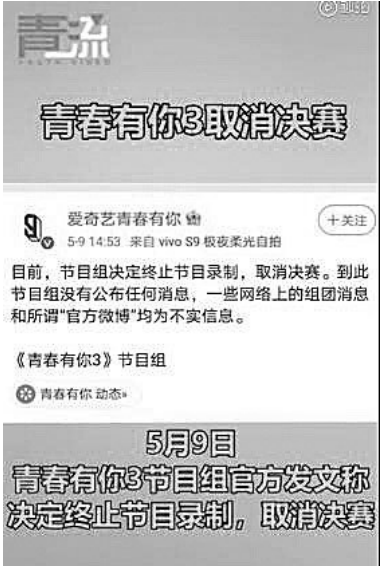 青流
青春有你3取消决赛
爱奇艺青春有你
+关注
5-9 14:53 来自 vivo S9 极夜柔光自拍
目前，节目组决定终止节目录制，取消决赛。到此
节目组没有公布任何消息，一些网络上的组团消息
和所谓“官方微博”均为不实信息。
《青春有你3》节目组
青春有你 动态»
5月9日
青春有你3节目组官方发文称
决定终止节目录制，取消决赛